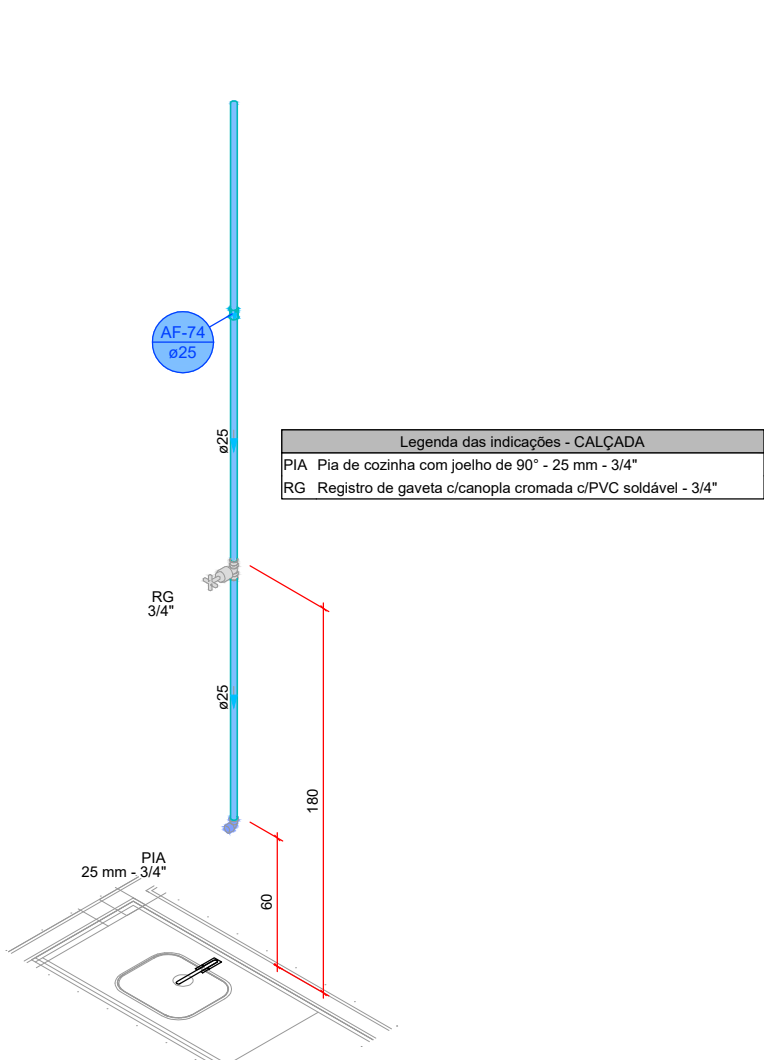 AF-74
ø25
ø25
Legenda das indicações - CALÇADA
PIA Pia de cozinha com joelho de 90° - 25 mm - 3/4"
RG Registro de gaveta c/canopla cromada c/PVC soldável - 3/4"
RG
3/4"
ø25
180
PIA
25 mm - 3/4"
60